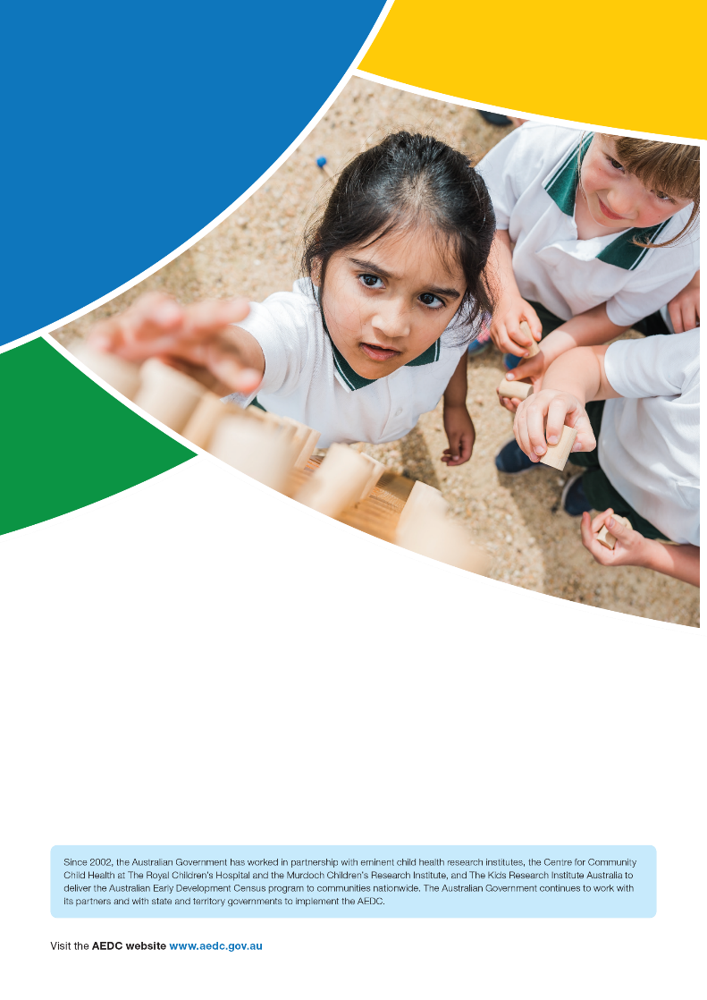 Since 2002, the Australian Government has worked in partnership with eminent child health research institutes, the Centre for Community
Child Health at The Royal Children's Hospital and the Murdoch Children's Research Institute, and The Kids Research Institute Australia to
deliver the Australian Early Development Census program to communities nationwide. The Australian Government continues to work with
its partners and with state and territory governments to implement the AEDC.
Visit the AEDC website www.aedc.gov.au